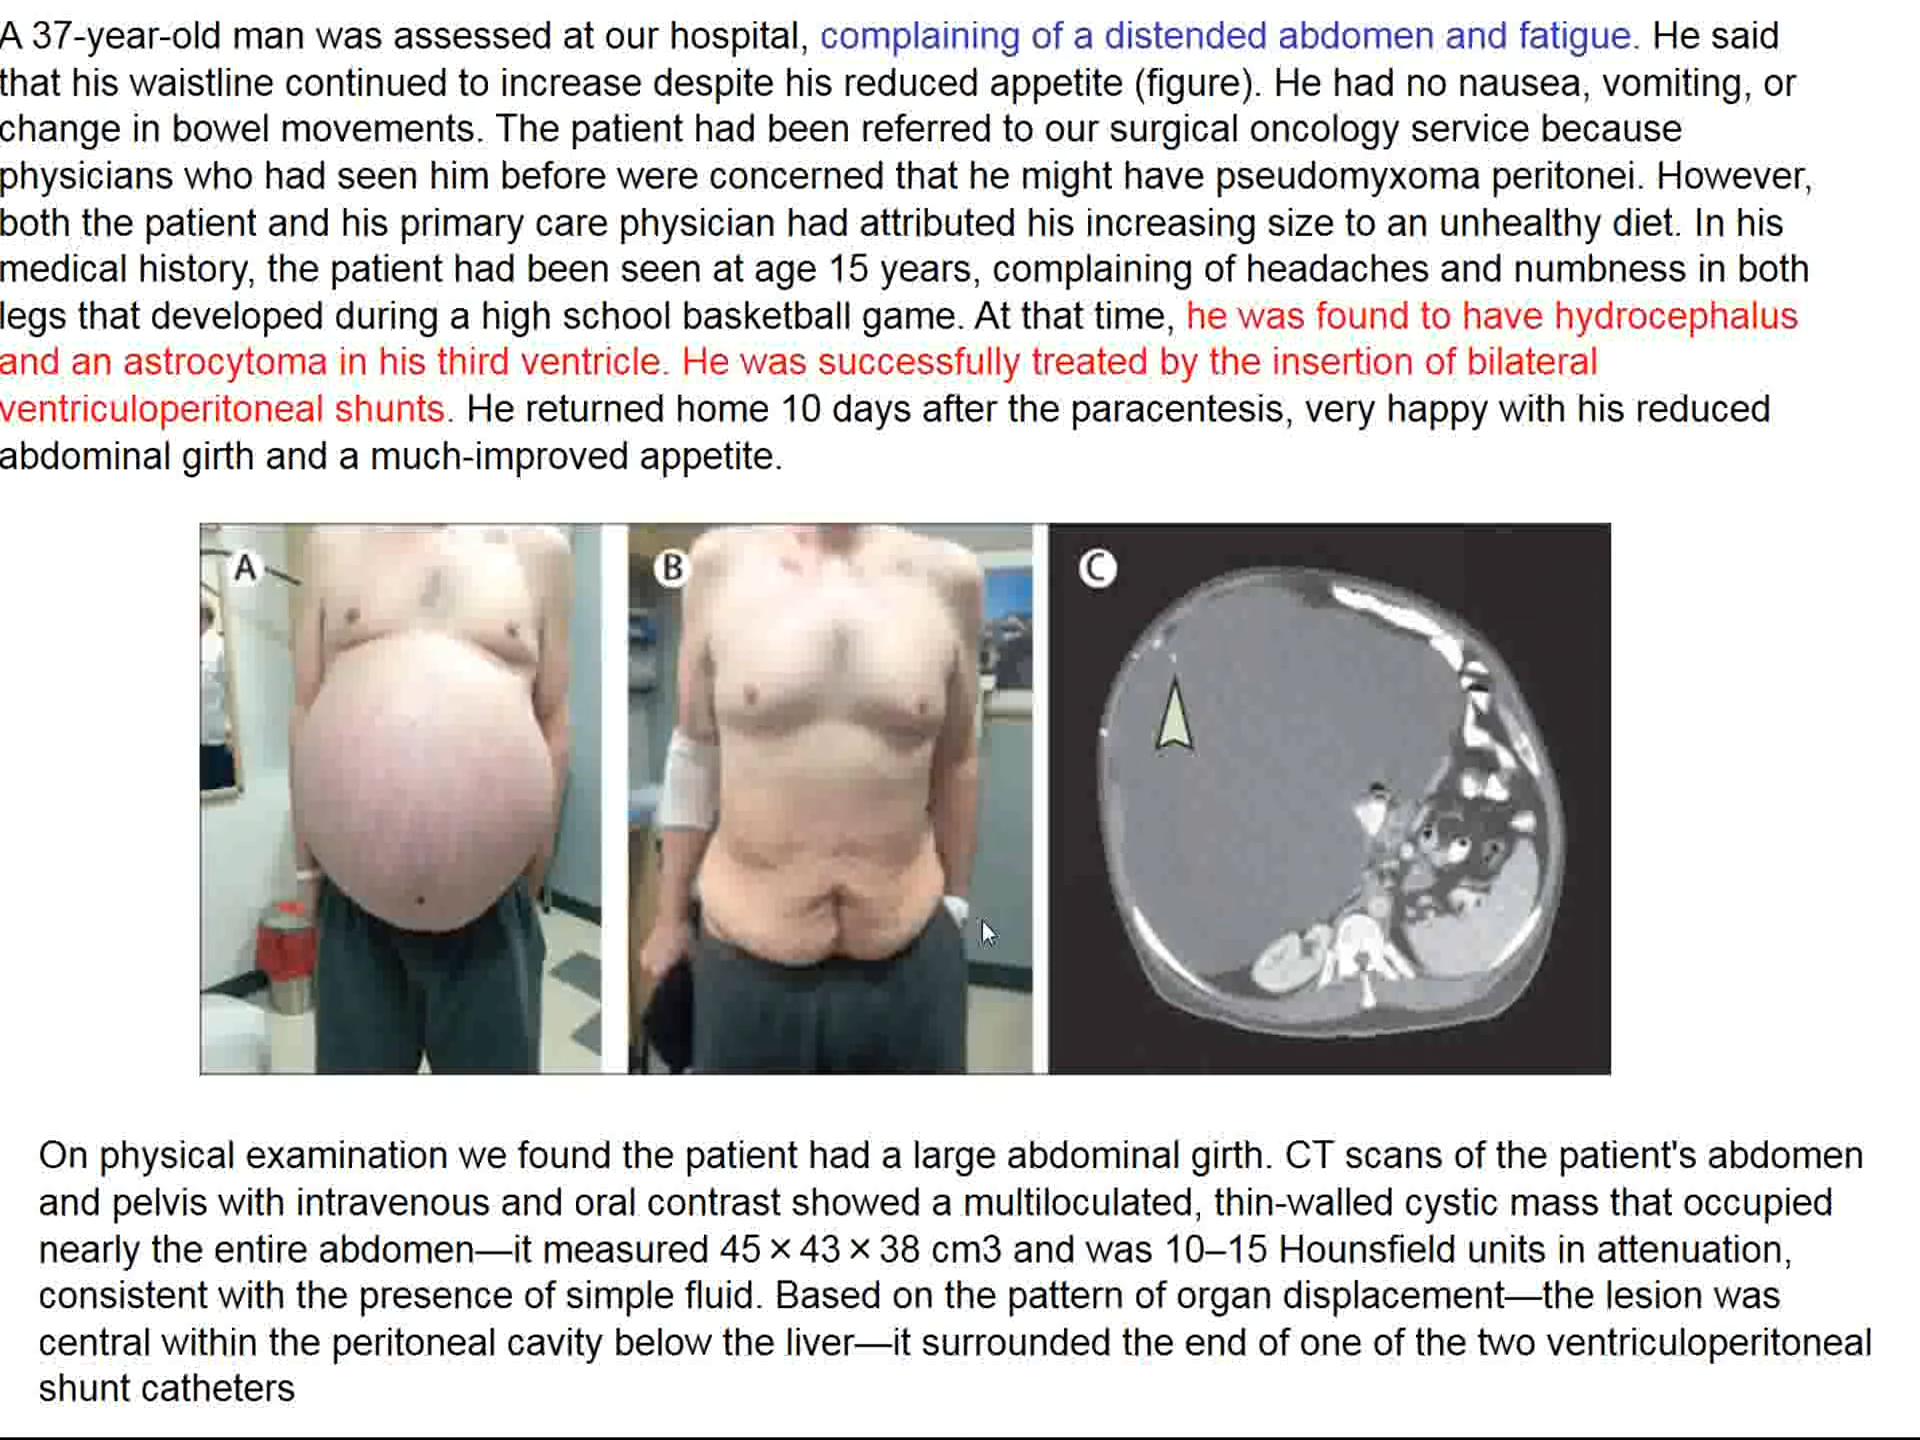 A 37-year-old man was assessed at our hospital, complaining of a distended abdomen and fatigue. He said
that his waistline continued to increase despite his reduced appetite (figure). He had no nausea, vomiting, or
change in bowel movements. The patient had been referred to our surgical oncology service because
physicians who had seen him before were concerned that he might have pseudomyxoma peritonei. However,
both the patient and his primary care physician had attributed his increasing size to an unhealthy diet. In his
medical history, the patient had been seen at age 15 years, complaining of headaches and numbness in both
legs that developed during a high school basketball game. At that time, he was found to have hydrocephalus
and an astrocytoma in his third ventricle. He was successfully treated by the insertion of bilateral
ventriculoperitoneal shunts. He returned home 10 days after the paracentesis, very happy with his reduced
abdominal girth and a much-improved appetite.
A
B
C
On physical examination we found the patient had a large abdominal girth. CT scans of the patient's abdomen
and pelvis with intravenous and oral contrast showed a multiloculated, thin-walled cystic mass that occupied
nearly the entire abdomen—it measured 45 × 43 × 38 cm3 and was 10–15 Hounsfield units in attenuation,
consistent with the presence of simple fluid. Based on the pattern of organ displacement—the lesion was
central within the peritoneal cavity below the liver—it surrounded the end of one of the two ventriculoperitoneal
shunt catheters